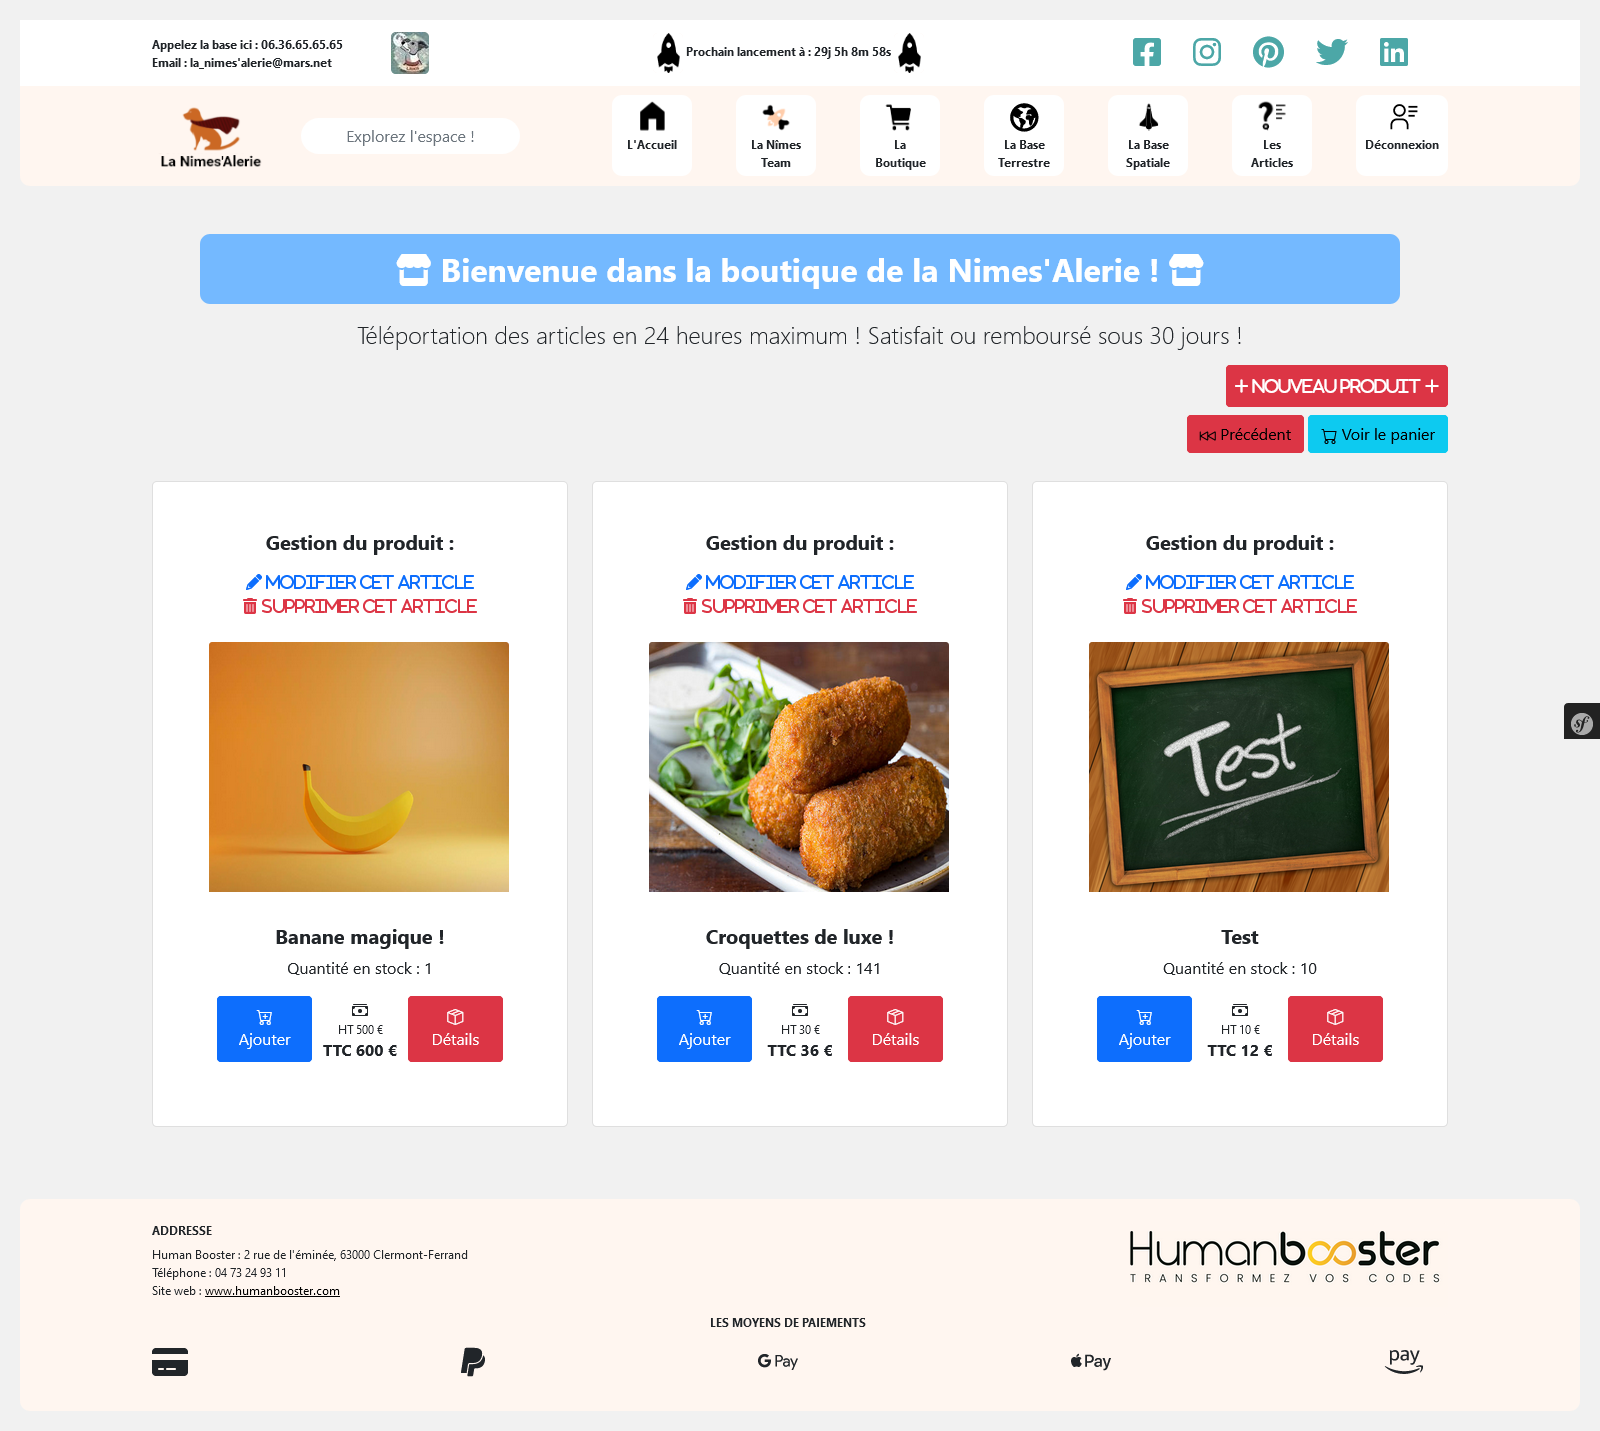 Appelez la base ici : 06.36.65.65.65
Email : la_nimes'alerie@mars.net
Prochain lancement à : 29j 5h 8m 58s
La Nimes'Alerie
Explorez l'espace !
L'Accueil
La Nîmes
Team
La
Boutique
La Base
Terrestre
La Base
Spatiale
Les
Articles
Déconnexion
Bienvenue dans la boutique de la Nimes'Alerie !
Téléportation des articles en 24 heures maximum ! Satisfait ou remboursé sous 30 jours !
+ NOUVEAU PRODUIT +
Précédent
Voir le panier
Gestion du produit :
MODIFIER CET ARTICLE
SUPPRIMER CET ARTICLE
Banane magique !
Quantité en stock : 1
Ajouter
HT 500 €
TTC 600 €
Détails
Gestion du produit :
MODIFIER CET ARTICLE
SUPPRIMER CET ARTICLE
Croquettes de luxe !
Quantité en stock : 141
Ajouter
HT 30 €
TTC 36 €
Détails
Gestion du produit :
MODIFIER CET ARTICLE
SUPPRIMER CET ARTICLE
Test
Test
Quantité en stock : 10
Ajouter
HT 10 €
TTC 12 €
Détails
sf
ADDRESSE
Human Booster : 2 rue de l'éminée, 63000 Clermont-Ferrand
Téléphone : 04 73 24 93 11
Site web : www.humanbooster.com
Humanbooster
TRANSFORMEZ VOS CODES
LES MOYENS DE PAIEMENTS
G Pay
Pay
pay